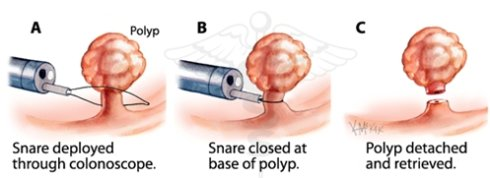 A
Polyp
B
C
Snare deployed
through colonoscope.
Snare closed at
base of polyp.
Polyp detached
and retrieved.